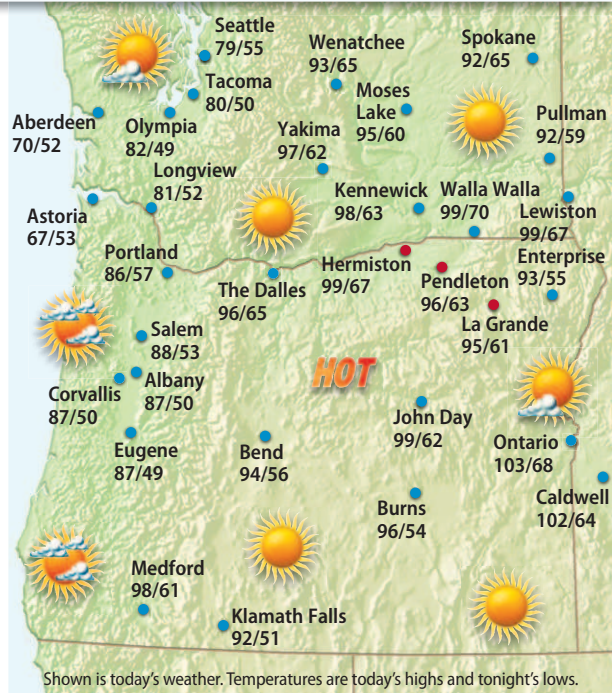 Seattle
79/55
Wenatchee
93/65
Spokane
92/65
Tacoma
80/50
Moses
Lake
95/60
Aberdeen
70/52
Olympia
82/49
Yakima
97/62
Pullman
92/59
Longview
81/52
Kennewick
98/63
Walla Walla
99/70
Lewiston
99/67
Astoria
67/53
Portland
86/57
The Dalles
96/65
Hermiston
99/67
Pendleton
96/63
Enterprise
93/55
La Grande
95/61
Salem
88/53
HOT
Corvallis
87/50
Albany
87/50
John Day
99/62
Eugene
87/49
Bend
94/56
Ontario
103/68
Burns
96/54
Caldwell
102/64
Medford
98/61
Klamath Falls
92/51
Shown is today's weather. Temperatures are today's highs and tonight's lows.